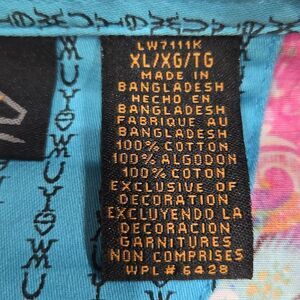 LW7111K
XL/XG/TG
MADE IN
BANGLADESH
HECHO EN
BANGLADESH
FABRIQUE AU
BANGLADESH
100% COTTON
100% ALGODON
100% COTON
EXCLUSIVE OF
DECORATION
EXCLUYENDO LA
DECORACION
GARNITURES
NON COMPRISES
WPL # 6428